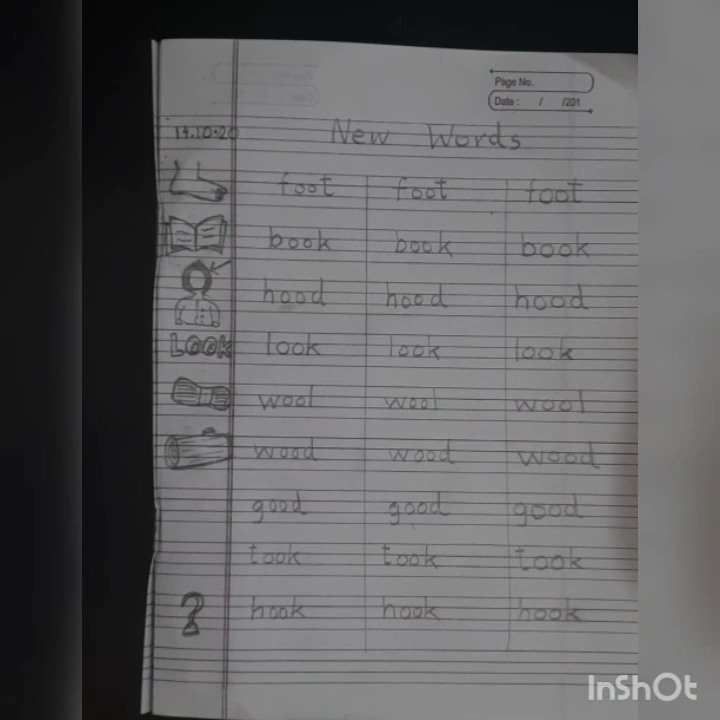 Page No.
Date : / /201
19.10.20
New Words
foot foot foot
book book book
hood hood hood
LOOK look look look
wool wool wool
wood wood wood
good good good
took took took
hook hook hook
InShOt